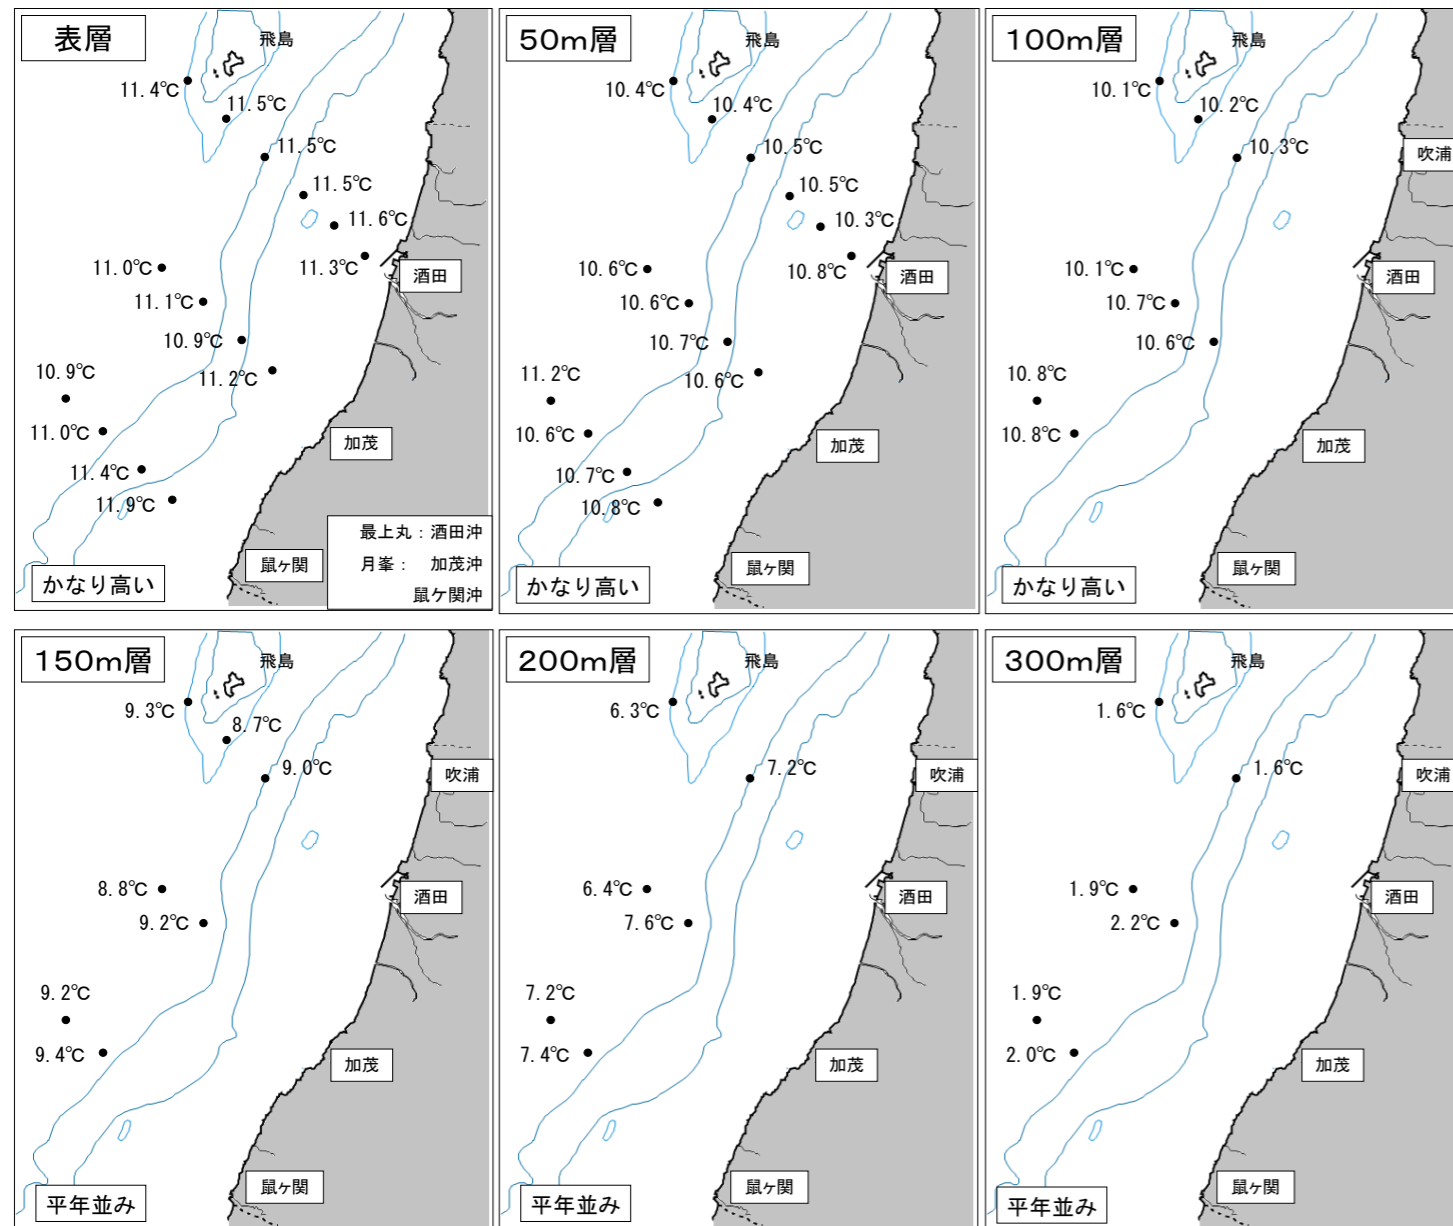 表層
飛島
11.4℃
11.5℃
11.5℃
11.5℃
11.6℃
11.3℃
酒田
11.0℃
11.1℃
10.9℃
11.2℃
10.9℃
11.0℃
加茂
11.4℃
11.9℃
最上丸：酒田沖
月峯： 加茂沖
鼠ケ関沖
鼠ヶ関
かなり高い
50m層
飛島
10.4℃
10.4℃
10.5℃
10.5℃
10.3℃
10.8℃
酒田
10.6℃
10.6℃
10.7℃
10.6℃
11.2℃
10.6℃
加茂
10.7℃
10.8℃
鼠ヶ関
かなり高い
100m層
飛島
10.1℃
10.2℃
10.3℃
吹浦
10.1℃
酒田
10.7℃
10.6℃
10.8℃
10.8℃
加茂
鼠ヶ関
かなり高い
150m層
飛島
9.3℃
8.7℃
9.0℃
吹浦
8.8℃
酒田
9.2℃
9.2℃
9.4℃
加茂
鼠ヶ関
平年並み
200m層
飛島
6.3℃
7.2℃
吹浦
6.4℃
酒田
7.6℃
7.2℃
7.4℃
加茂
鼠ヶ関
平年並み
300m層
飛島
1.6℃
1.6℃
吹浦
1.9℃
酒田
2.2℃
1.9℃
2.0℃
加茂
鼠ヶ関
平年並み